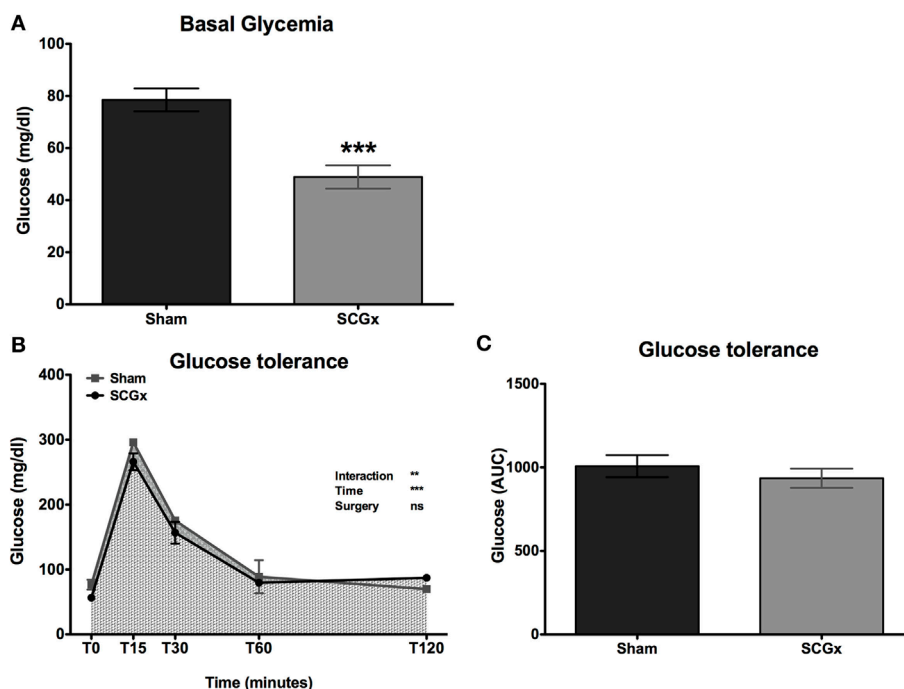 A
Basal Glycemia
100
80
60
40
20
0
Glucose (mg/dl)
***
Sham
SCGx
B
Glucose tolerance
400
300
200
100
0
Glucose (mg/dl)
Sham
SCGx
Interaction **
Time ***
Surgery ns
T0 T15 T30 T60 T120
Time (minutes)
C
Glucose tolerance
1500
1000
500
0
Glucose (AUC)
Sham
SCGx